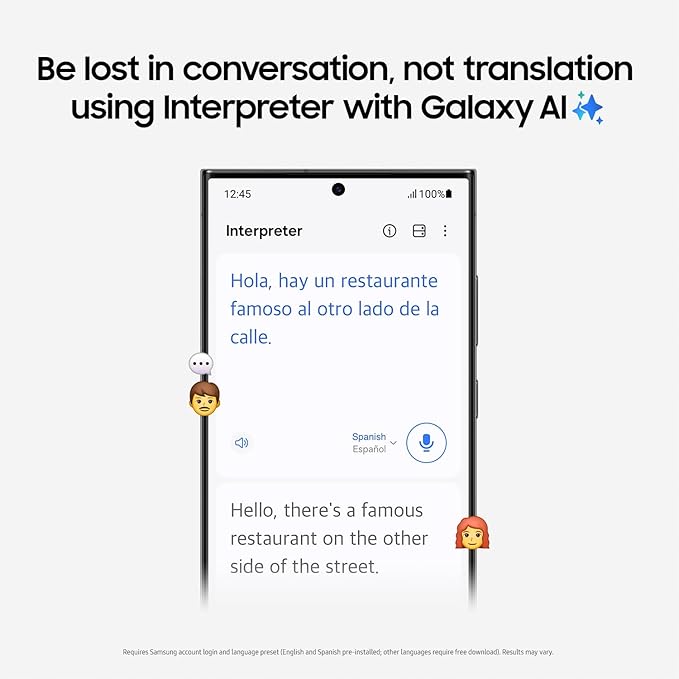 Be lost in conversation, not translation
using Interpreter with Galaxy AI
12:45
100%
Interpreter
Hola, hay un restaurante
famoso al otro lado de la
calle.
Spanish
Español
Hello, there's a famous
restaurant on the other
side of the street.
Requires Samsung account login and language preset (English and Spanish pre-installed; other languages require free download). Results may vary.